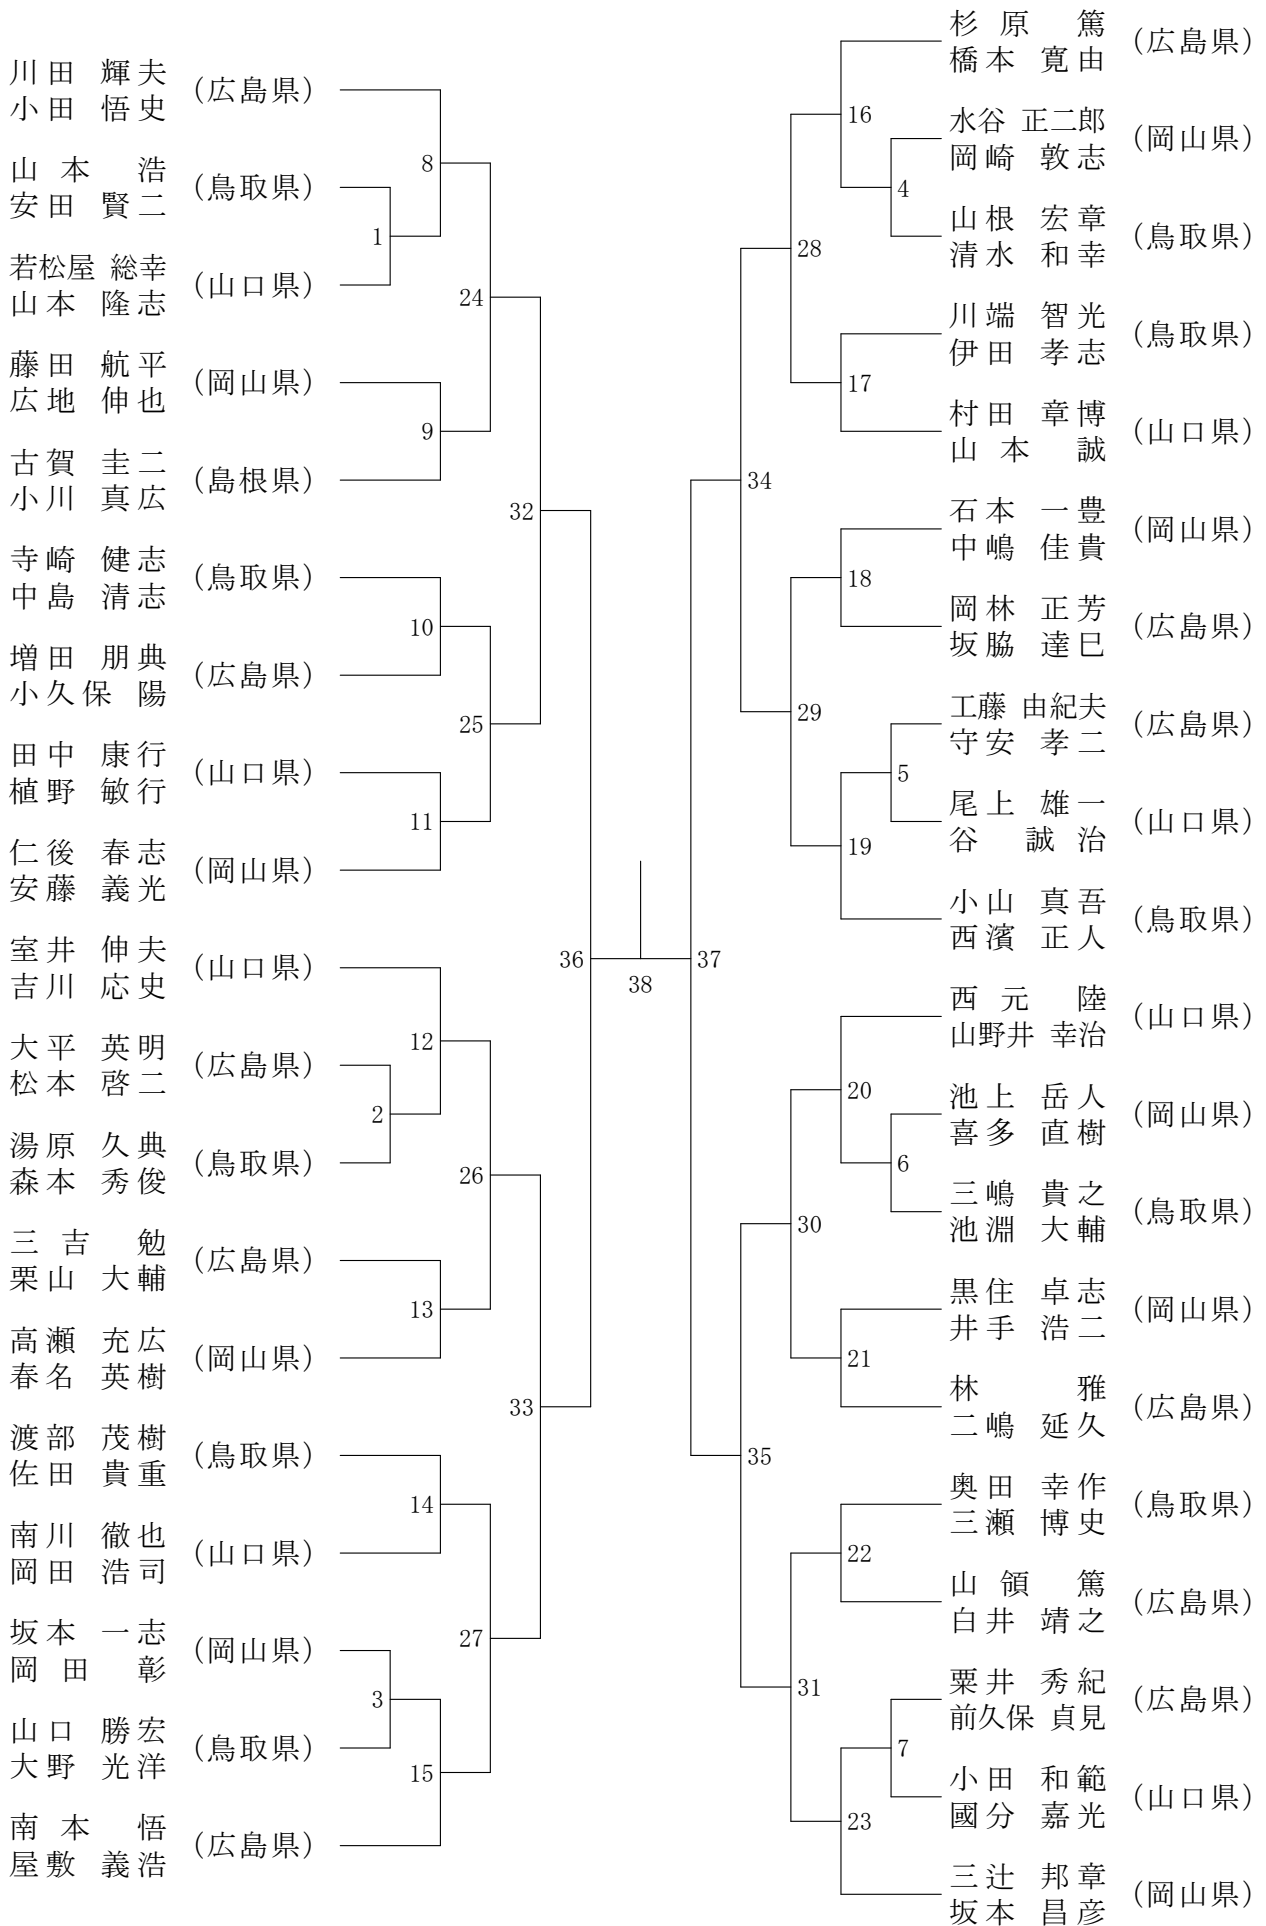 川田 輝夫
小田 悟史
(広島県)
山本 浩
安田 賢二
(鳥取県)
若松屋 総幸
山本 隆志
(山口県)
藤田 航平
広地 伸也
(岡山県)
古賀 圭二
小川 真広
(島根県)
寺崎 健志
中島 清志
(鳥取県)
増田 朋典
小久保 陽
(広島県)
田中 康行
植野 敏行
(山口県)
仁後 春志
安藤 義光
(岡山県)
室井 伸夫
吉川 応史
(山口県)
大平 英明
松本 啓二
(広島県)
湯原 久典
森本 秀俊
(鳥取県)
三吉 勉
栗山 大輔
(広島県)
高瀬 充広
春名 英樹
(岡山県)
渡部 茂樹
佐田 貴重
(鳥取県)
南川 徹也
岡田 浩司
(山口県)
坂本 一志
岡田 彰
(岡山県)
山口 勝宏
大野 光洋
(鳥取県)
南本 悟
屋敷 義浩
(広島県)
8
1
24
9
32
10
25
11
36
12
2
26
13
33
14
27
3
15
38
37
16
4
28
17
34
18
29
5
19
20
6
30
21
35
22
31
7
23
杉原 篤
橋本 寛由
(広島県)
水谷 正二郎
岡崎 敦志
(岡山県)
山根 宏章
清水 和幸
(鳥取県)
川端 智光
伊田 孝志
(鳥取県)
村田 章博
山本 誠
(山口県)
石本 一豊
中嶋 佳貴
(岡山県)
岡林 正芳
坂脇 達巳
(広島県)
工藤 由紀夫
守安 孝二
(広島県)
尾上 雄一
谷 誠治
(山口県)
小山 真吾
西濱 正人
(鳥取県)
西元 陸
山野井 幸治
(山口県)
池上 岳人
喜多 直樹
(岡山県)
三嶋 貴之
池淵 大輔
(鳥取県)
黒住 卓志
井手 浩二
(岡山県)
林 雅
二嶋 延久
(広島県)
奥田 幸作
三瀬 博史
(鳥取県)
山領 篤
白井 靖之
(広島県)
粟井 秀紀
前久保 貞見
(広島県)
小田 和範
國分 嘉光
(山口県)
三辻 邦章
坂本 昌彦
(岡山県)